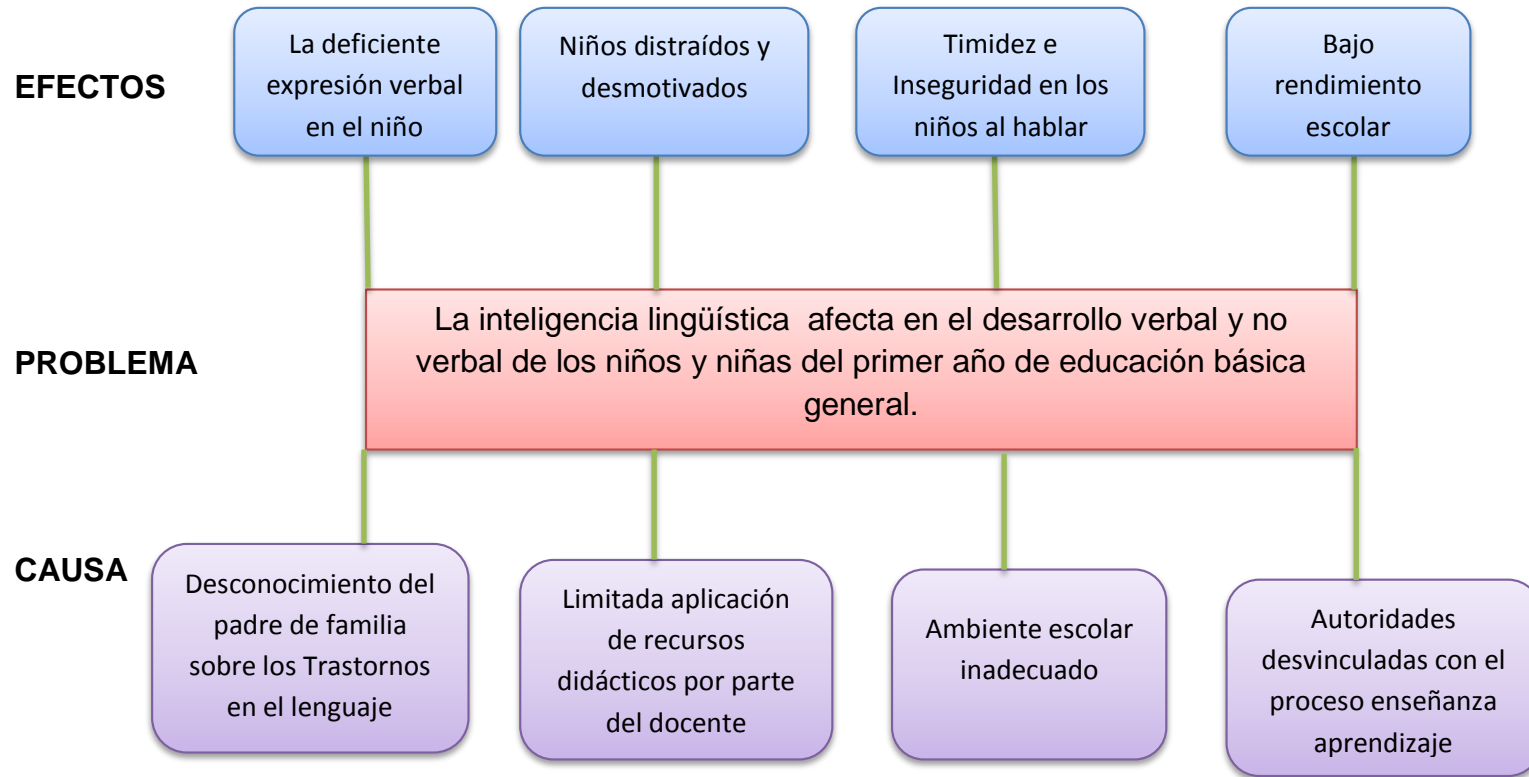 EFECTOS
La deficiente
expresión verbal
en el niño
Niños distraídos y
desmotivados
Timidez e
Inseguridad en los
niños al hablar
Bajo
rendimiento
escolar
PROBLEMA
La inteligencia lingüística  afecta en el desarrollo verbal y no
verbal de los niños y niñas del primer año de educación básica
general.
CAUSA
Desconocimiento del
padre de familia
sobre los Trastornos
en el lenguaje
Limitada aplicación
de recursos
didácticos por parte
del docente
Ambiente escolar
inadecuado
Autoridades
desvinculadas con el
proceso enseñanza
aprendizaje